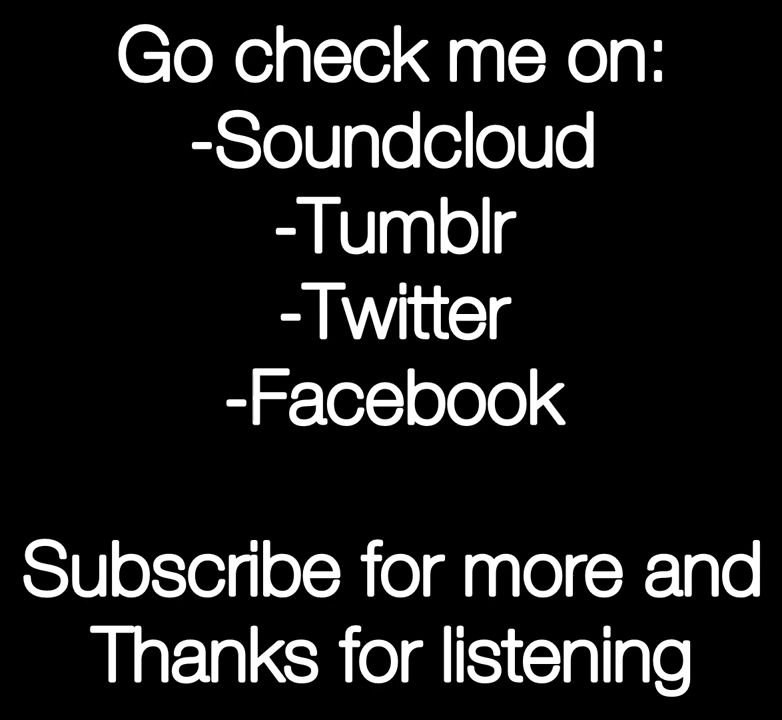 Go check me on:
-Soundcloud
-Tumblr
-Twitter
-Facebook
Subscribe for more and
Thanks for listening